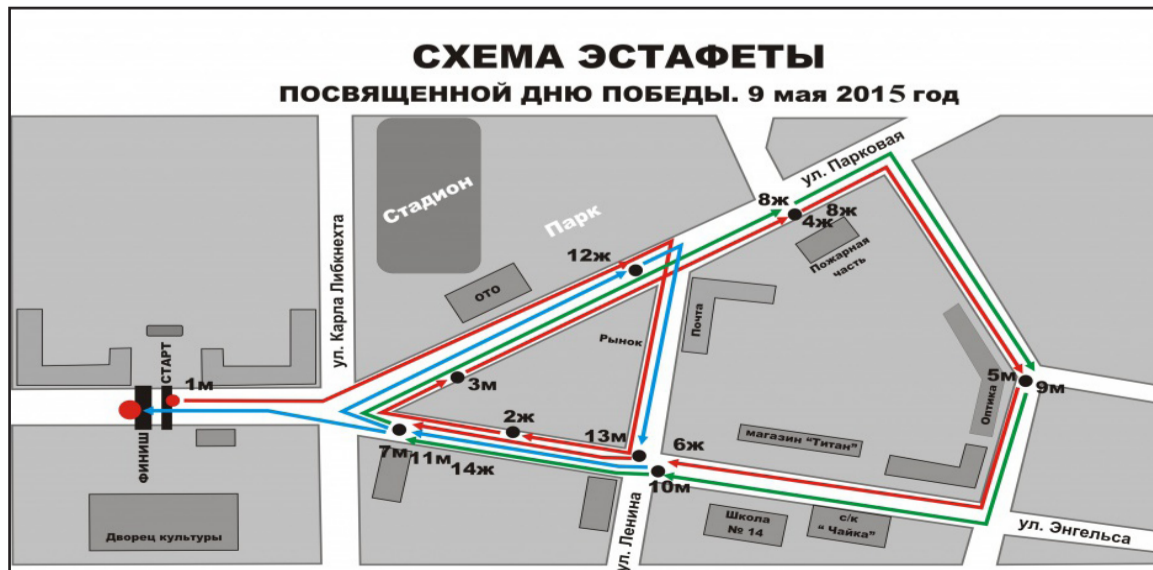 СХЕМА ЭСТАФЕТЫ
ПОСВЯЩЕННОЙ ДНЮ ПОБЕДЫ. 9 мая 2015 год
ул. Парковая
Стадион
Парк
8ж
8ж
4ж
Пожарная
часть
12ж
ул. Карла Либкнехта
ОТО
Почта
Рынок
СТАРТ
1м
3м
5м
9м
Оптика
2ж
13м
6ж
магазин "Титан"
ФИНИШ
7м
11м
14ж
10м
Дворец культуры
ул. Ленина
Школа
№ 14
с/к
" Чайка"
ул. Энгельса